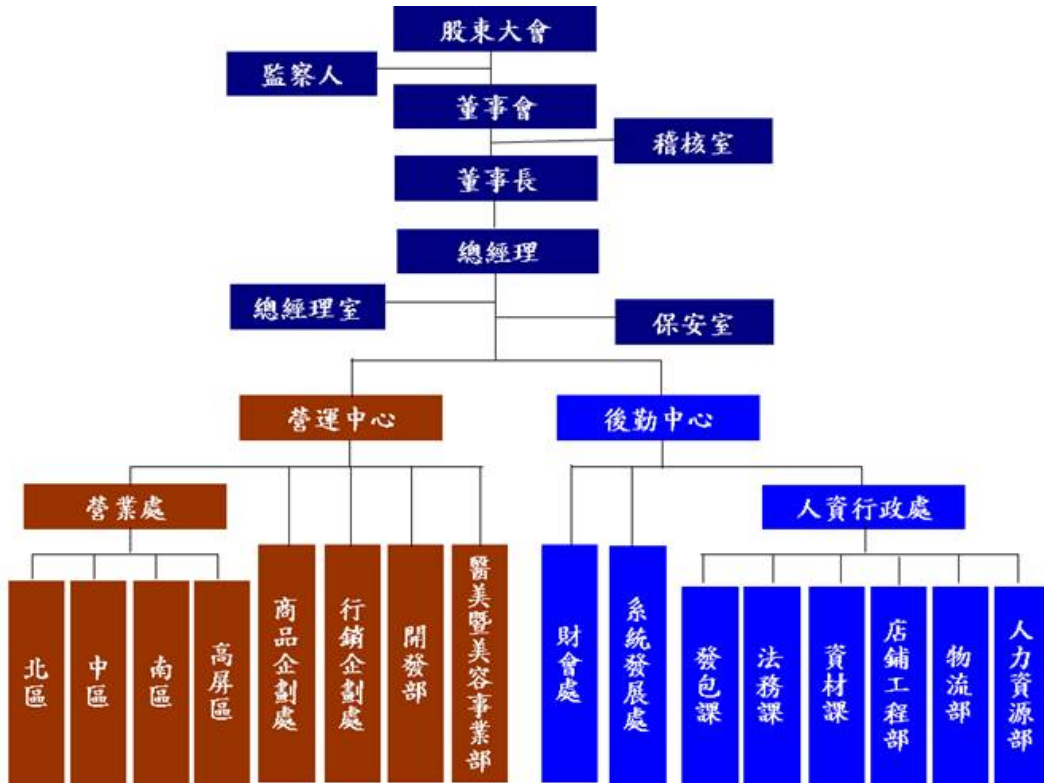 股東大會
監察人
董事會
稽核室
董事長
總經理
總經理室
保安室
營運中心
後勤中心
營業處
人資行政處
北區
中區
南區
高屏區
商品企劃處
行銷企劃處
開發部
醫美暨美容事業部
財會處
系統發展處
發包課
法務課
資材課
店鋪工程部
物流部
人力資源部